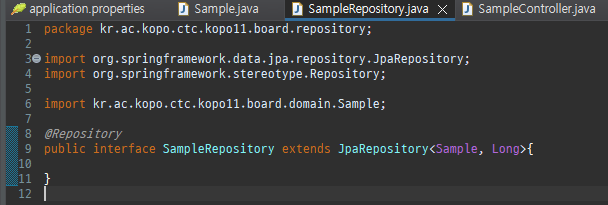 application.properties Sample.java SampleRepository.java SampleController.java
1 package kr.ac.kopo.ctc.kopo11.board.repository;
2
3 import org.springframework.data.jpa.repository.JpaRepository;
4 import org.springframework.stereotype.Repository;
5
6 import kr.ac.kopo.ctc.kopo11.board.domain.Sample;
7
8 @Repository
9 public interface SampleRepository extends JpaRepository<Sample, Long>{
10
11 }
12